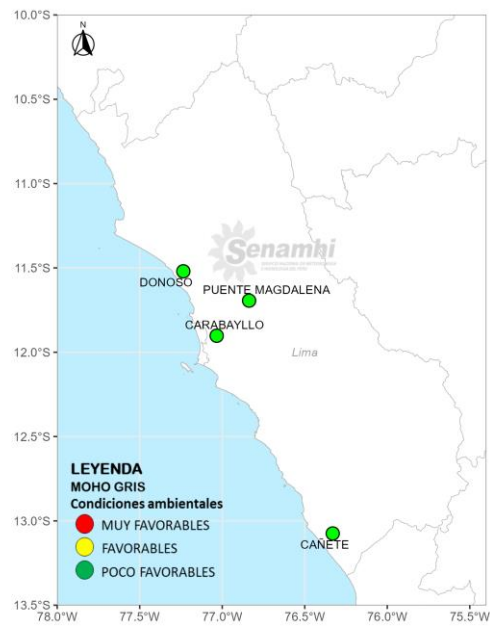 10.0°S
N
10.5°S
11.0°S
11.5°S
Senamhi
DONOSO
PUENTE MAGDALENA
CARABAYLLO
12.0°S
Lima
12.5°S
LEYENDA
MOHO GRIS
Condiciones ambientales
13.0°S
MUY FAVORABLES
FAVORABLES
CAÑETE
POCO FAVORABLES
13.5°S
78.0°W 77.5°W 77.0°W 76.5°W 76.0°W 75.5°W